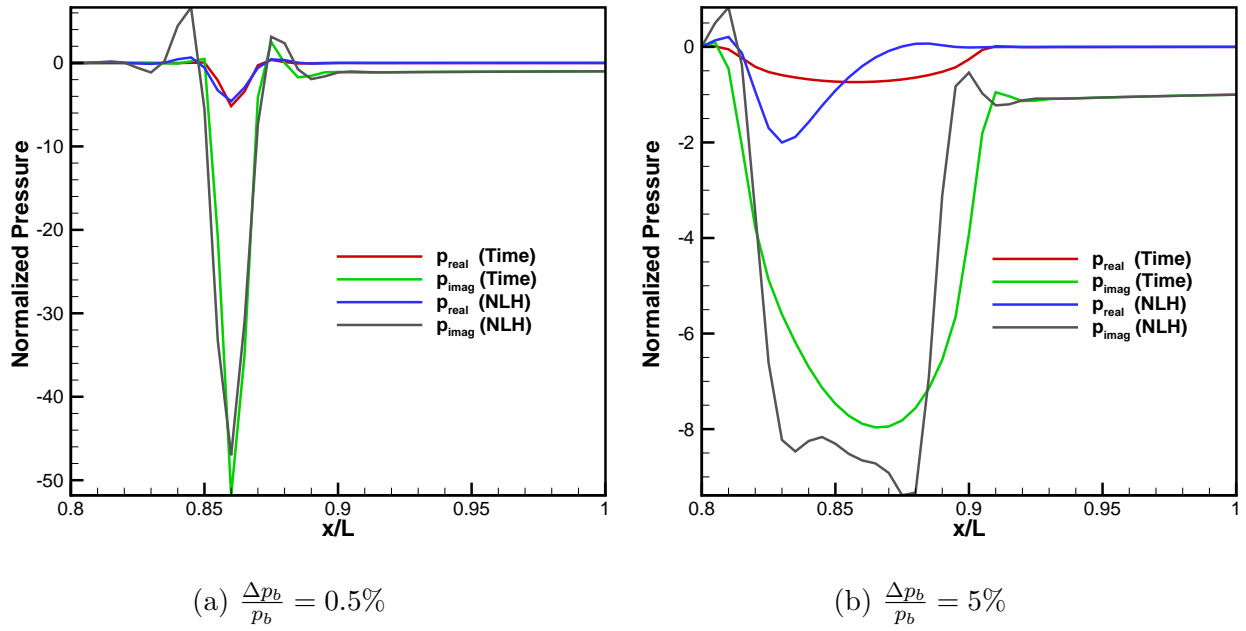 0
-10
-20
-30
-40
-50
Normalized Pressure
0.8
0.85
0.9
0.95
1
x/L
p_real (Time)
p_imag (Time)
p_real (NLH)
p_imag (NLH)
(a) Δp_b/p_b = 0.5%
0
-2
-4
-6
-8
Normalized Pressure
0.8
0.85
0.9
0.95
1
x/L
p_real (Time)
p_imag (Time)
p_real (NLH)
p_imag (NLH)
(b) Δp_b/p_b = 5%